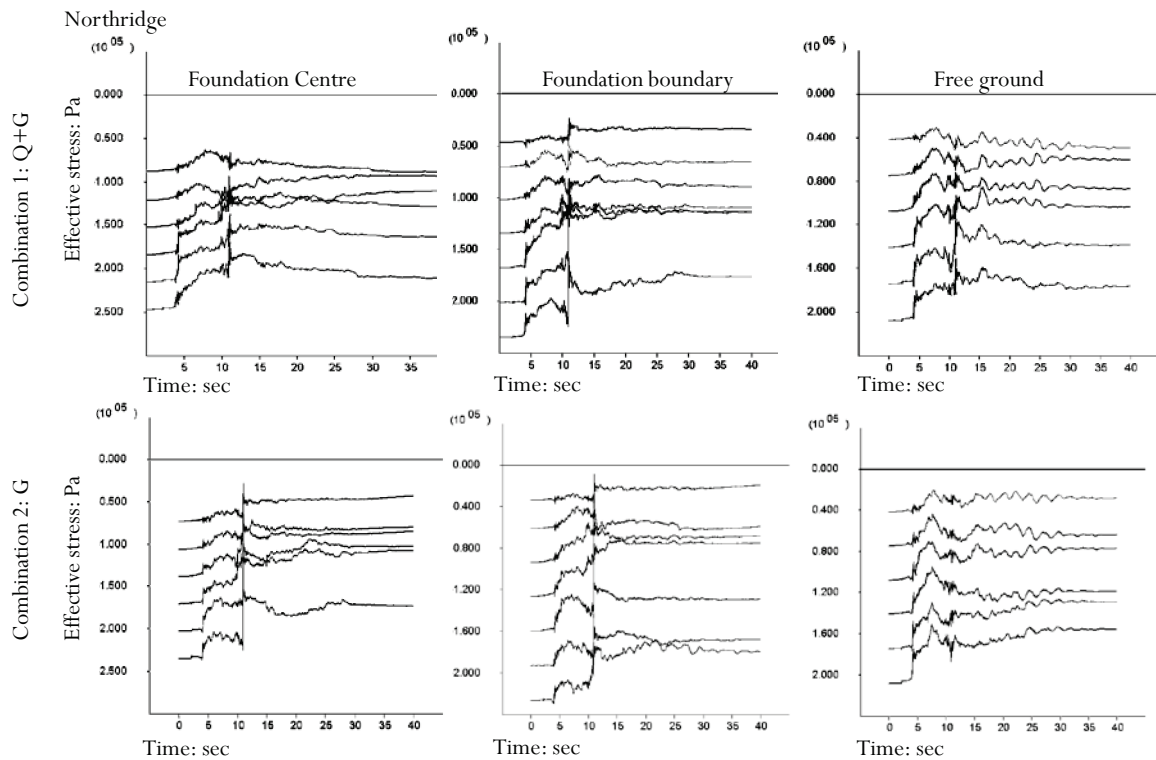 Northridge
Combination 1: Q+G
Effective stress: Pa
(10 05 )
Foundation Centre
0.000
0.500
1.000
1.500
2.000
2.500
5 10 15 20 25 30 35
Time: sec
(10 05 )
Foundation boundary
0.000
0.500
1.000
1.500
2.000
0 5 10 15 20 25 30 35 40
Time: sec
(10 05 )
Free ground
0.000
0.400
0.800
1.200
1.600
2.000
0 5 10 15 20 25 30 35 40
Time: sec
Combination 2: G
Effective stress: Pa
(10 05 )
0.000
0.500
1.000
1.500
2.000
2.500
0 5 10 15 20 25 30 35 40
Time: sec
(10 05 )
0.000
0.400
0.800
1.200
1.600
2.000
0 5 10 15 20 25 30 35 40
Time: sec
(10 05 )
0.000
0.400
0.800
1.200
1.600
2.000
0 5 10 15 20 25 30 35 40
Time: sec